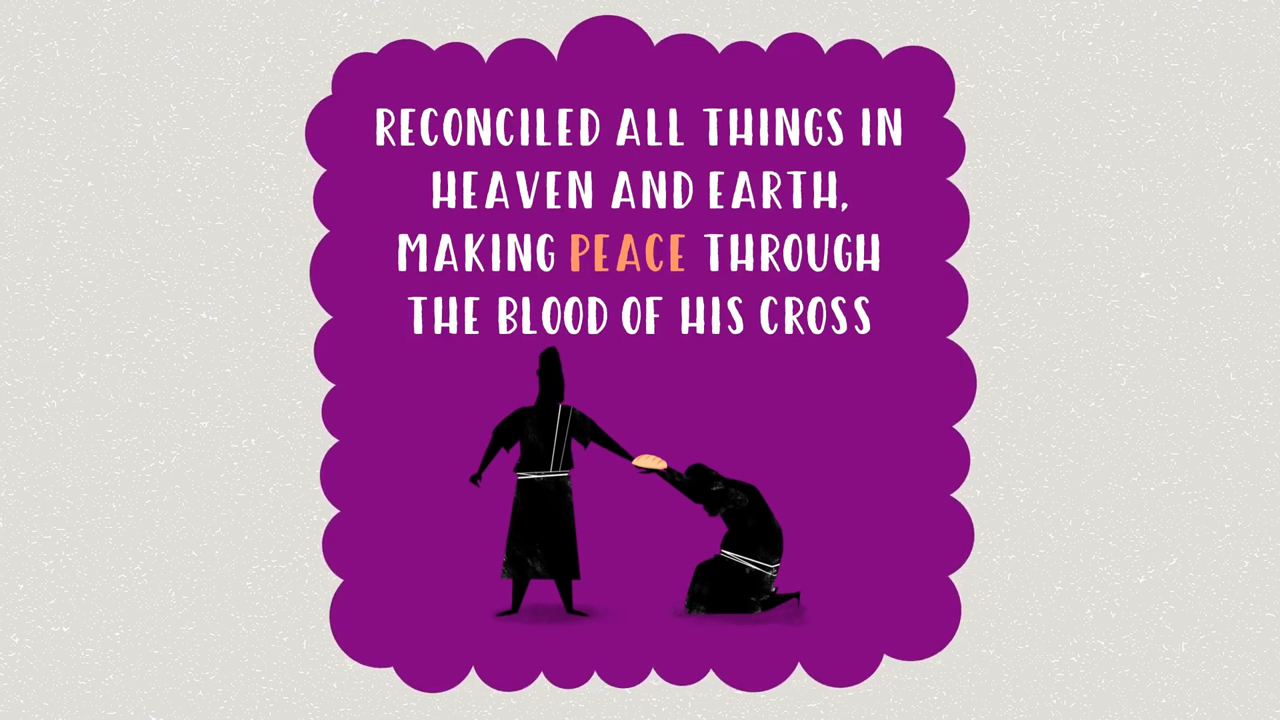 RECONCILED ALL THINGS IN
HEAVEN AND EARTH,
MAKING PEACE THROUGH
THE BLOOD OF HIS CROSS